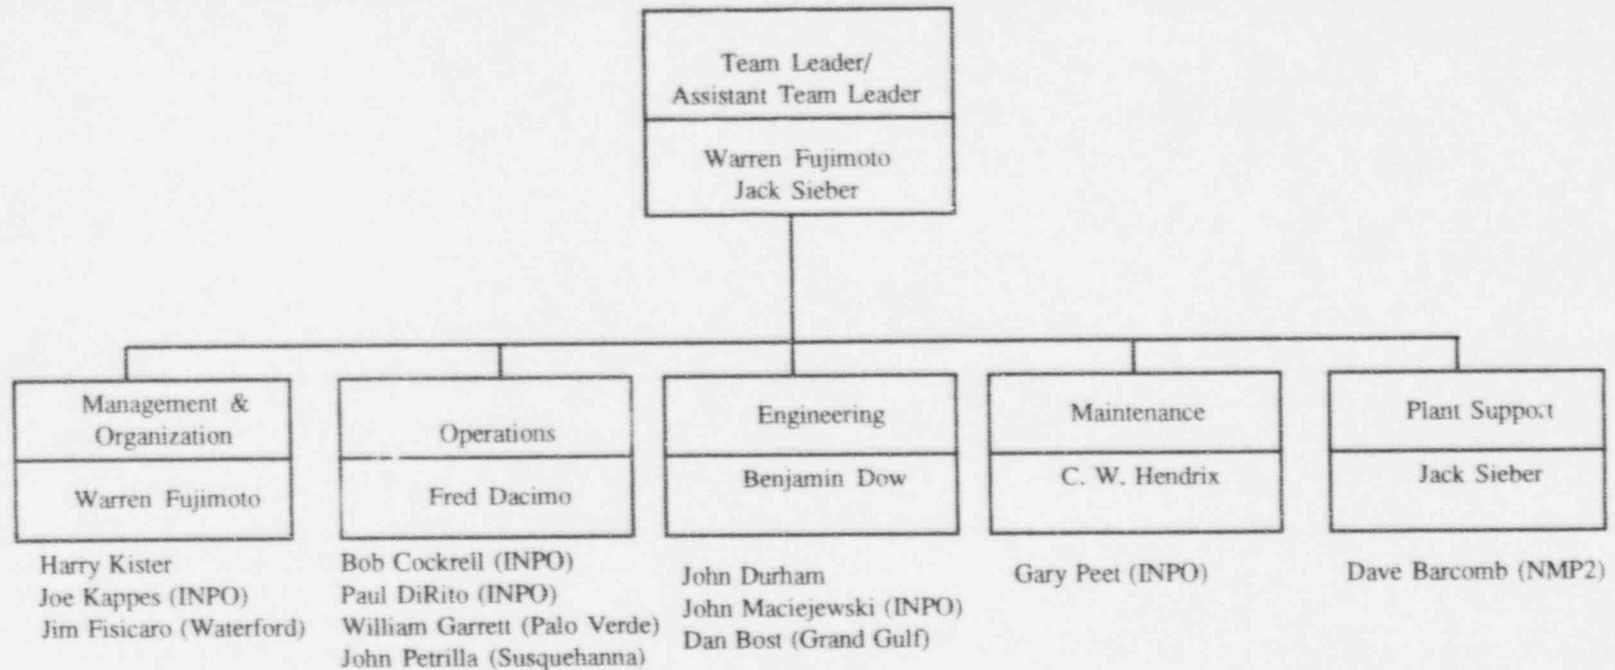 Team Leader/
Assistant Team Leader
Warren Fujimoto
Jack Sieber
Management &
Organization
Warren Fujimoto
Harry Kister
Joe Kappes (INPO)
Jim Fisicaro (Waterford)
Operations
Fred Dacimo
Bob Cockrell (INPO)
Paul DiRito (INPO)
William Garrett (Palo Verde)
John Petrilla (Susquehanna)
Engineering
Benjamin Dow
John Durham
John Maciejewski (INPO)
Dan Bost (Grand Gulf)
Maintenance
C. W. Hendrix
Gary Peet (INPO)
Plant Support
Jack Sieber
Dave Barcomb (NMP2)